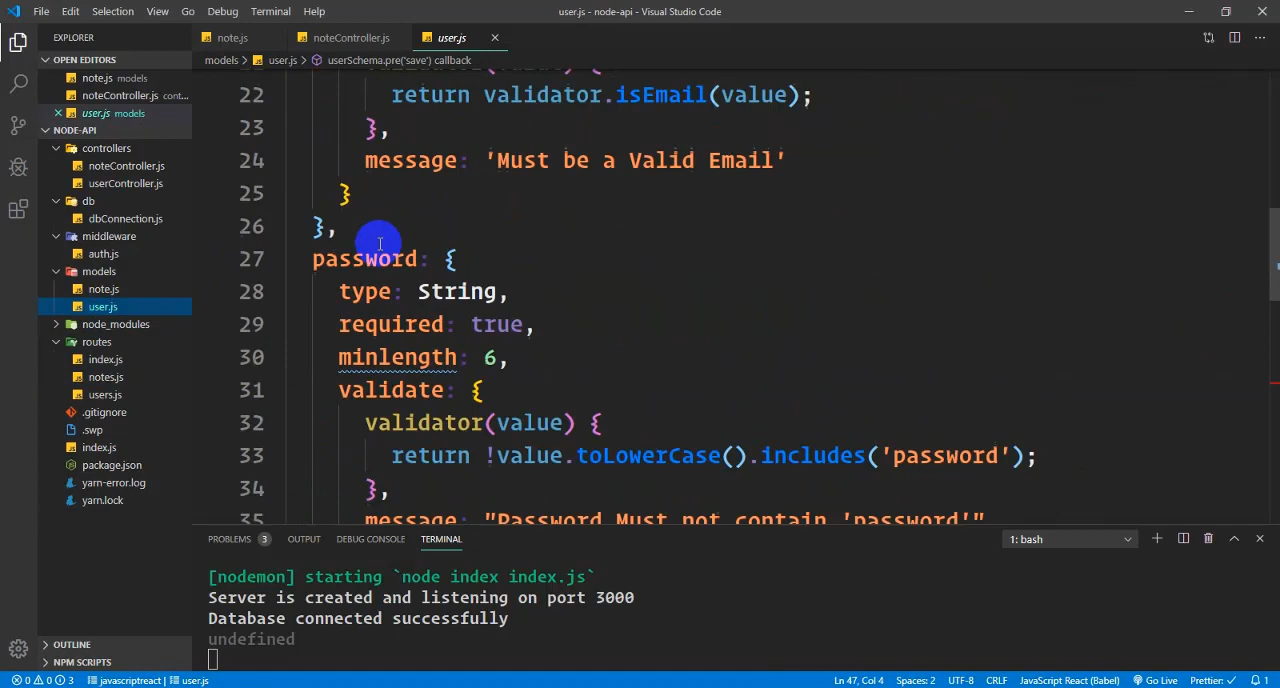 File Edit Selection View Go Debug Terminal Help
user.js - node-api - Visual Studio Code
EXPLORER
note.js
noteController.js
user.js
OPEN EDITORS
note.js models
noteController.js cont...
user.js models
NODE-API
controllers
noteController.js
userController.js
db
dbConnection.js
middleware
auth.js
models
note.js
user.js
node_modules
routes
index.js
notes.js
users.js
.gitignore
.swp
index.js
package.json
yarn-error.log
yarn.lock
OUTLINE
NPM SCRIPTS
models > user.js > userSchema.pre('save') callback
22 return validator.isEmail(value);
23 },
24 message: 'Must be a Valid Email'
25 }
26 },
27 password: {
28 type: String,
29 required: true,
30 minlength: 6,
31 validate: {
32 validator(value) {
33 return !value.toLowerCase().includes('password');
34 },
35 message: "Password Must not contain 'password'"
PROBLEMS 3 OUTPUT DEBUG CONSOLE TERMINAL
1: bash
[nodemon] starting `node index index.js`
Server is created and listening on port 3000
Database connected successfully
undefined
0 0 3 javascriptreact | user.js
Ln 47, Col 4 Spaces: 2 UTF-8 CRLF JavaScript React (Babel) Go Live Prettier: ✓ 1